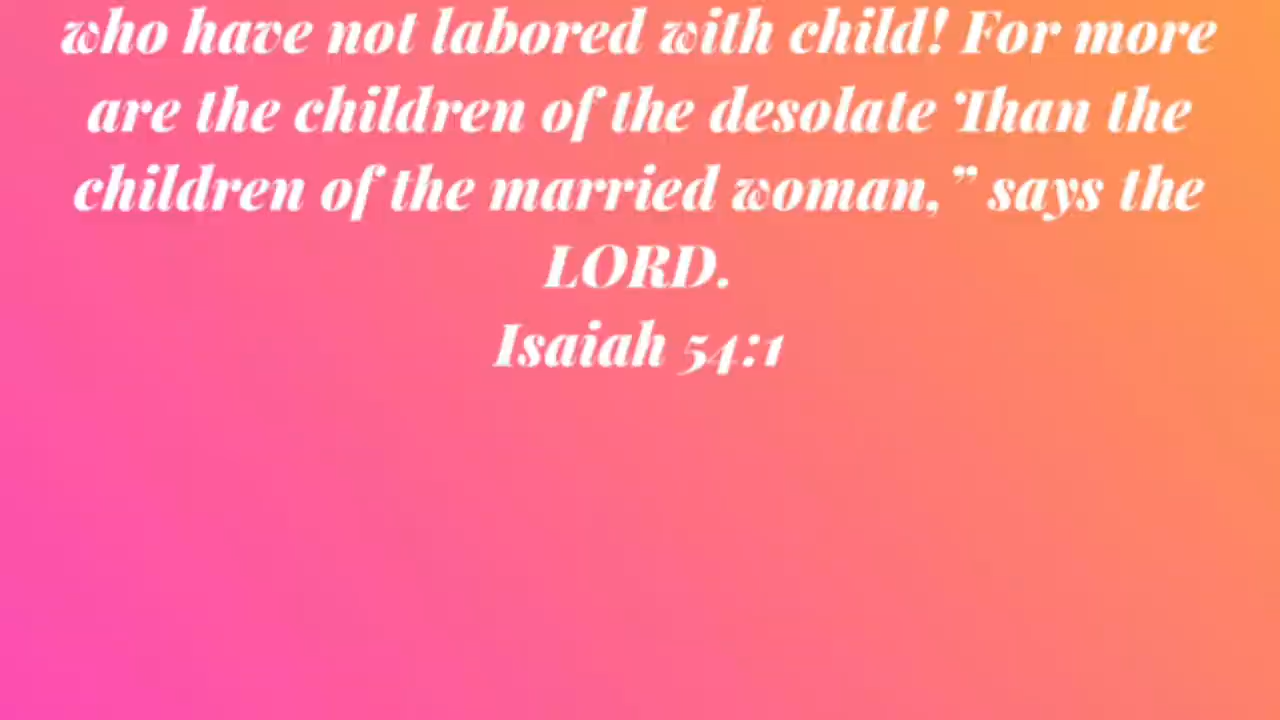 who have not labored with child! For more
are the children of the desolate Than the
children of the married woman,” says the
LORD.
Isaiah 54:1